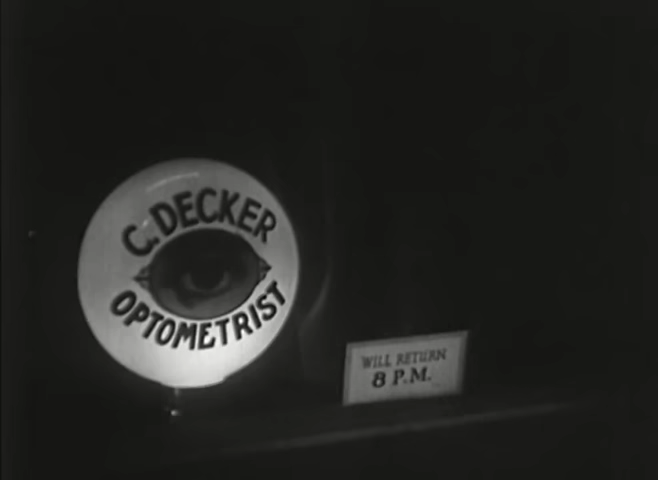 C. DECKER
OPTOMETRIST
WILL RETURN
8 P.M.